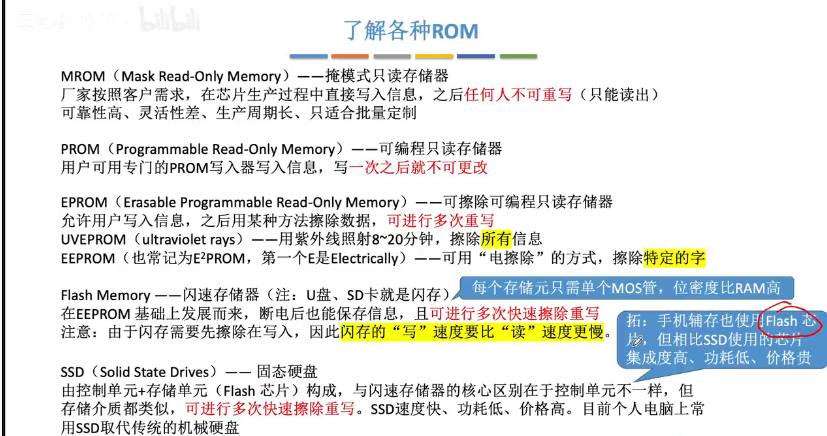 bilibili
了解各种ROM
MROM（Mask Read-Only Memory）——掩模式只读存储器
厂家按照客户需求，在芯片生产过程中直接写入信息，之后任何人不可重写（只能读出）
可靠性高、灵活性差、生产周期长、只适合批量定制
PROM（Programmable Read-Only Memory）——可编程只读存储器
用户可用专门的PROM写入器写入信息，写一次之后就不可更改
EPROM（Erasable Programmable Read-Only Memory）——可擦除可编程只读存储器
允许用户写入信息，之后用某种方法擦除数据，可进行多次重写
UVEPROM（ultraviolet rays）——用紫外线照射8~20分钟，擦除所有信息
EEPROM（也常记为E²PROM，第一个E是Electrically）——可用“电擦除”的方式，擦除特定的字
每个存储元只需单个MOS管，位密度比RAM高
Flash Memory ——闪速存储器（注：U盘、SD卡就是闪存）
在EEPROM 基础上发展而来，断电后也能保存信息，且可进行多次快速擦除重写
注意：由于闪存需要先擦除在写入，因此闪存的“写”速度要比“读”速度更慢。
拓：手机辅存也使用Flash 芯
片，但相比SSD使用的芯片
集成度高、功耗低、价格贵
SSD（Solid State Drives）—— 固态硬盘
由控制单元+存储单元（Flash 芯片）构成，与闪速存储器的核心区别在于控制单元不一样，但
存储介质都类似，可进行多次快速擦除重写。SSD速度快、功耗低、价格高。目前个人电脑上常
用SSD取代传统的机械硬盘